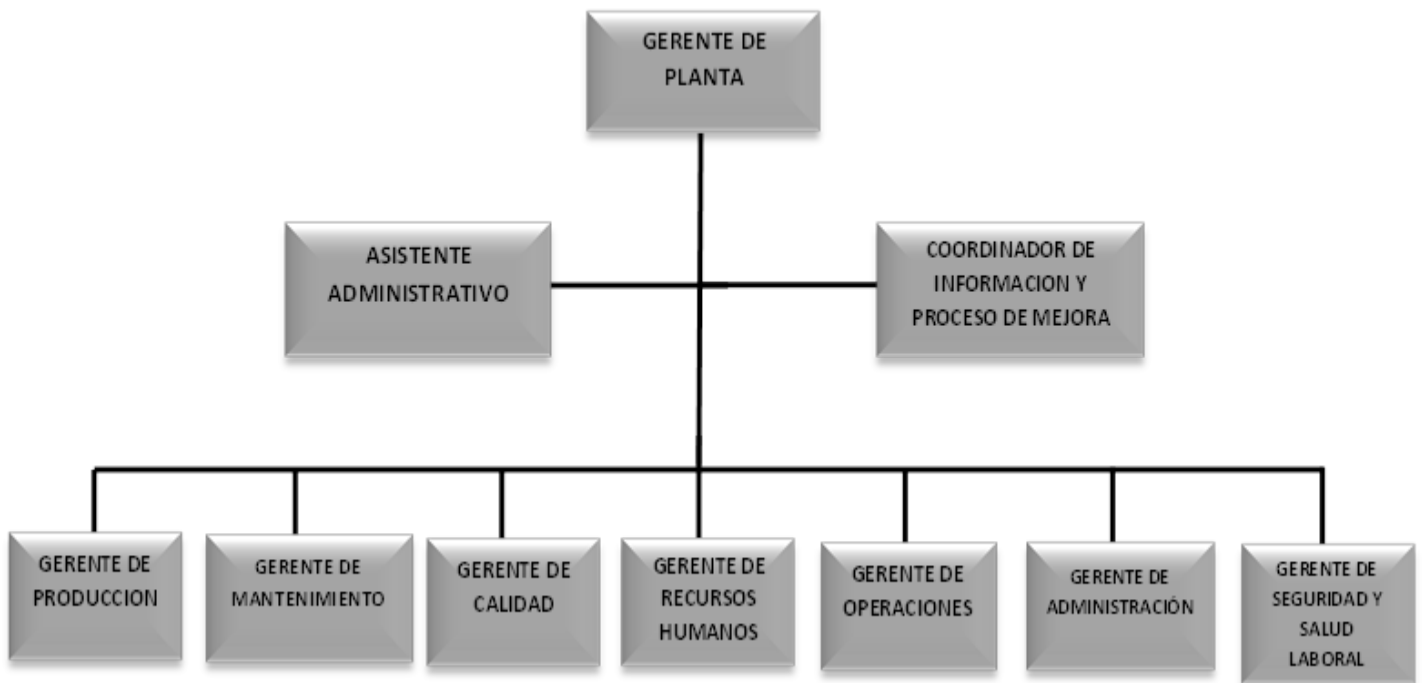 GERENTE DE
PLANTA
ASISTENTE
ADMINISTRATIVO
COORDINADOR DE
INFORMACION Y
PROCESO DE MEJORA
GERENTE DE
PRODUCCION
GERENTE DE
MANTENIMIENTO
GERENTE DE
CALIDAD
GERENTE DE
RECURSOS
HUMANOS
GERENTE DE
OPERACIONES
GERENTE DE
ADMINISTRACIÓN
GERENTE DE
SEGURIDAD Y
SALUD
LABORAL